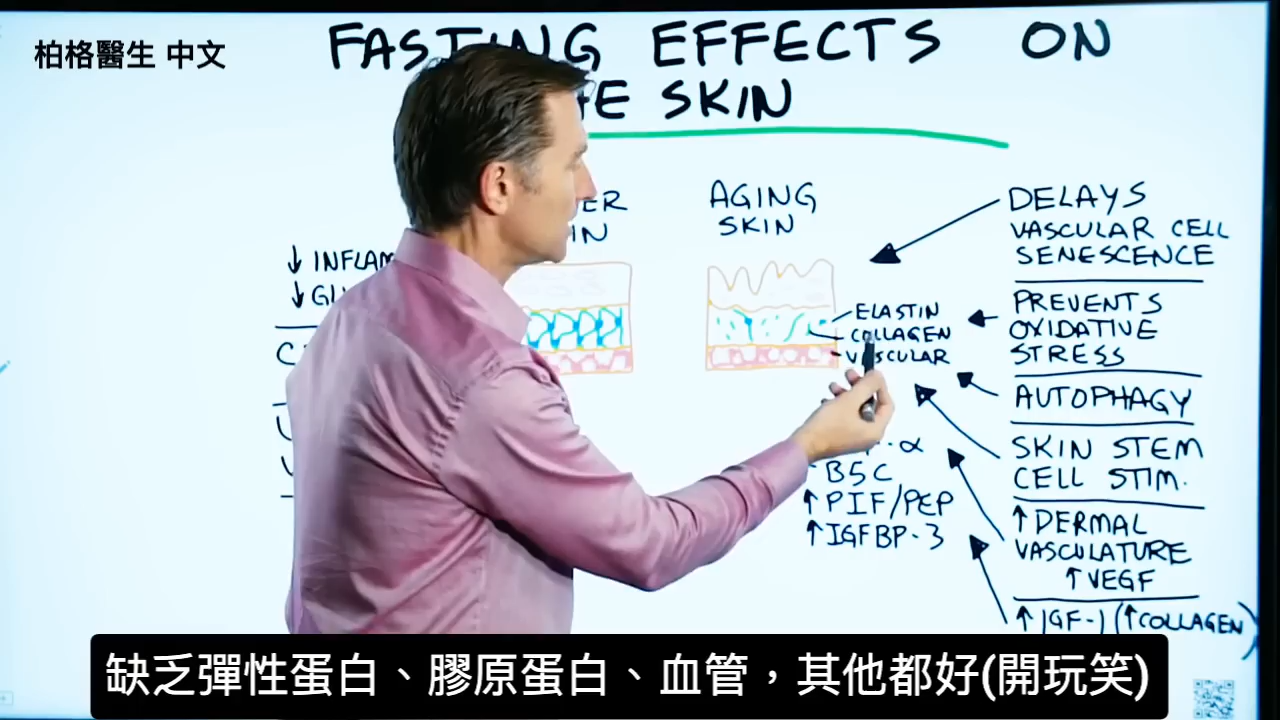 柏格醫生 中文
FASTING EFFECTS ON
SKIN
AGING
SKIN
↓ INFLAM
ELASTIN
COLLAGEN
VASCULAR
B5C
↑ PIF/PEP
↑ IGFBP-3
DELAYS
VASCULAR CELL
SENESCENCE
PREVENTS
OXIDATIVE
STRESS
AUTOPHAGY
SKIN STEM
CELL STIM.
↑ DERMAL
VASCULATURE
↑ VEGF
↑ IGF-1 (↑COLLAGEN)
缺乏彈性蛋白、膠原蛋白、血管，其他都好(開玩笑)